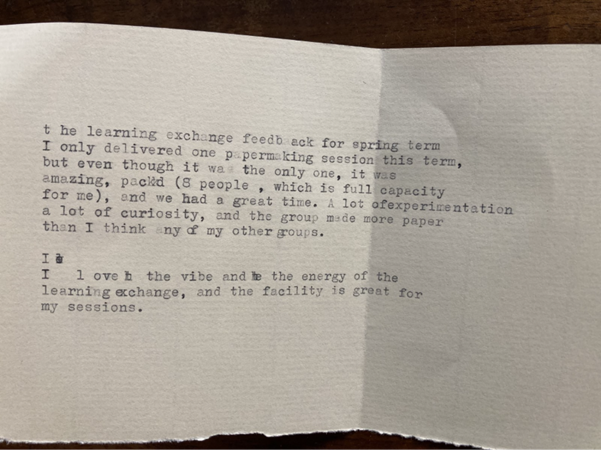 t he learning exchange feedb ack for spring term
I only delivered one papermaking session this term,
but even though it was the only one, it was
amazing, packed (8 people , which is full capacity
for me), and we had a great time. A lot ofexperimentation
a lot of curiosity, and the group made more paper
than I think any of my other groups.
I
I l ove the vibe and the energy of the
learning exchange, and the facility is great for
my sessions.